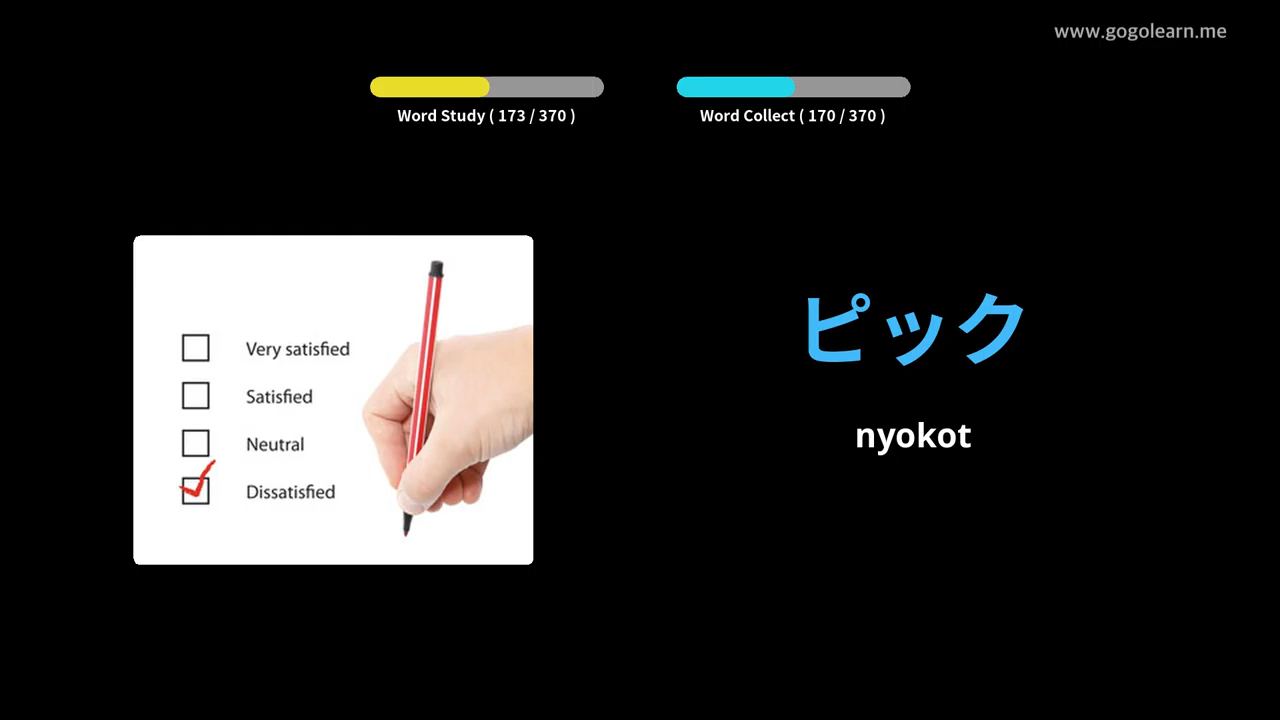 www.gogolearn.me
Word Study ( 173 / 370 )
Word Collect ( 170 / 370 )
Very satisfied
Satisfied
Neutral
Dissatisfied
ピック
nyokot